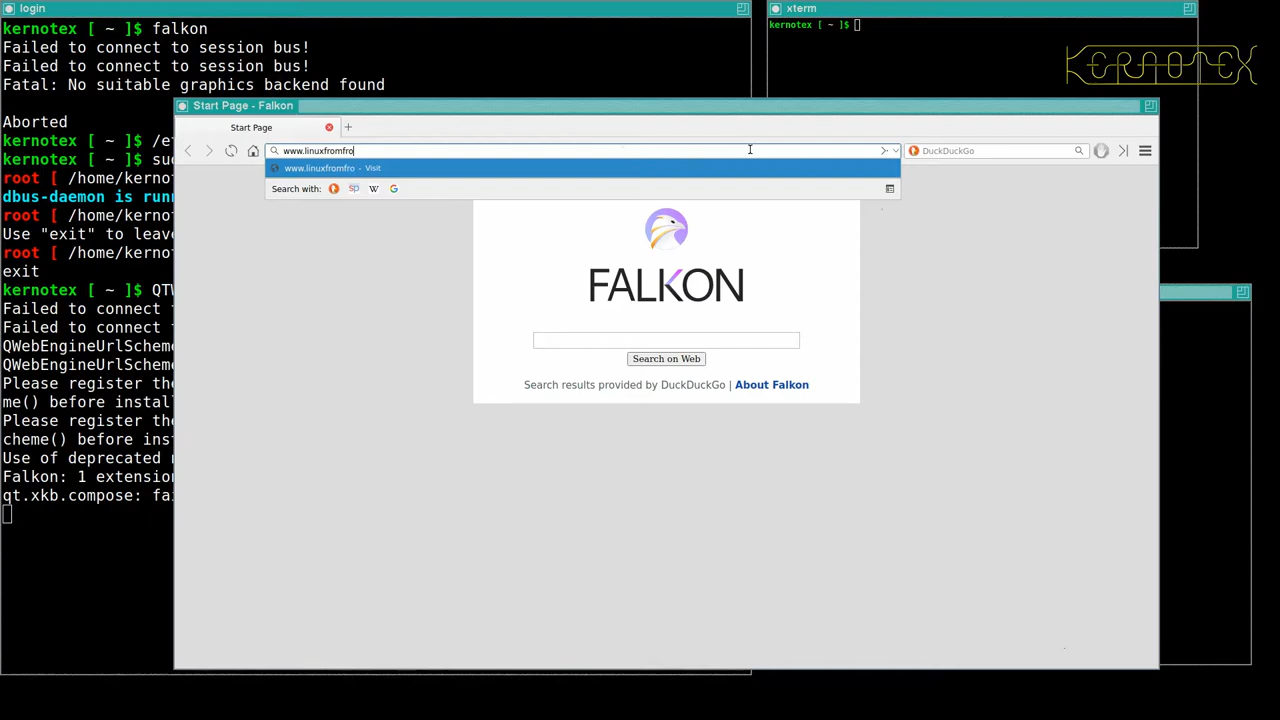 login
xterm
kernotex [ ~ ]$ falkon
kernotex [ ~ ]$
Failed to connect to session bus!
Failed to connect to session bus!
KERNOTEX
Fatal: No suitable graphics backend found
Start Page - Falkon
Aborted
Start Page
kernotex [ ~ ]$ /e
www.linuxfromfro
DuckDuckGo
kernotex [ ~ ]$ su
www.linuxfromfro - Visit
root [ /home/kerno
Search with: sp W G
dbus-daemon is run
root [ /home/kerno
Use "exit" to leav
root [ /home/kerno
exit
FALKON
kernotex [ ~ ]$ QT
Failed to connect
Failed to connect
QWebEngineUrlScheme
QWebEngineUrlScheme
Search on Web
Please register the
Search results provided by DuckDuckGo | About Falkon
me() before instal
Please register the
cheme() before ins
Use of deprecated
Falkon: 1 extension
qt.xkb.compose: fa